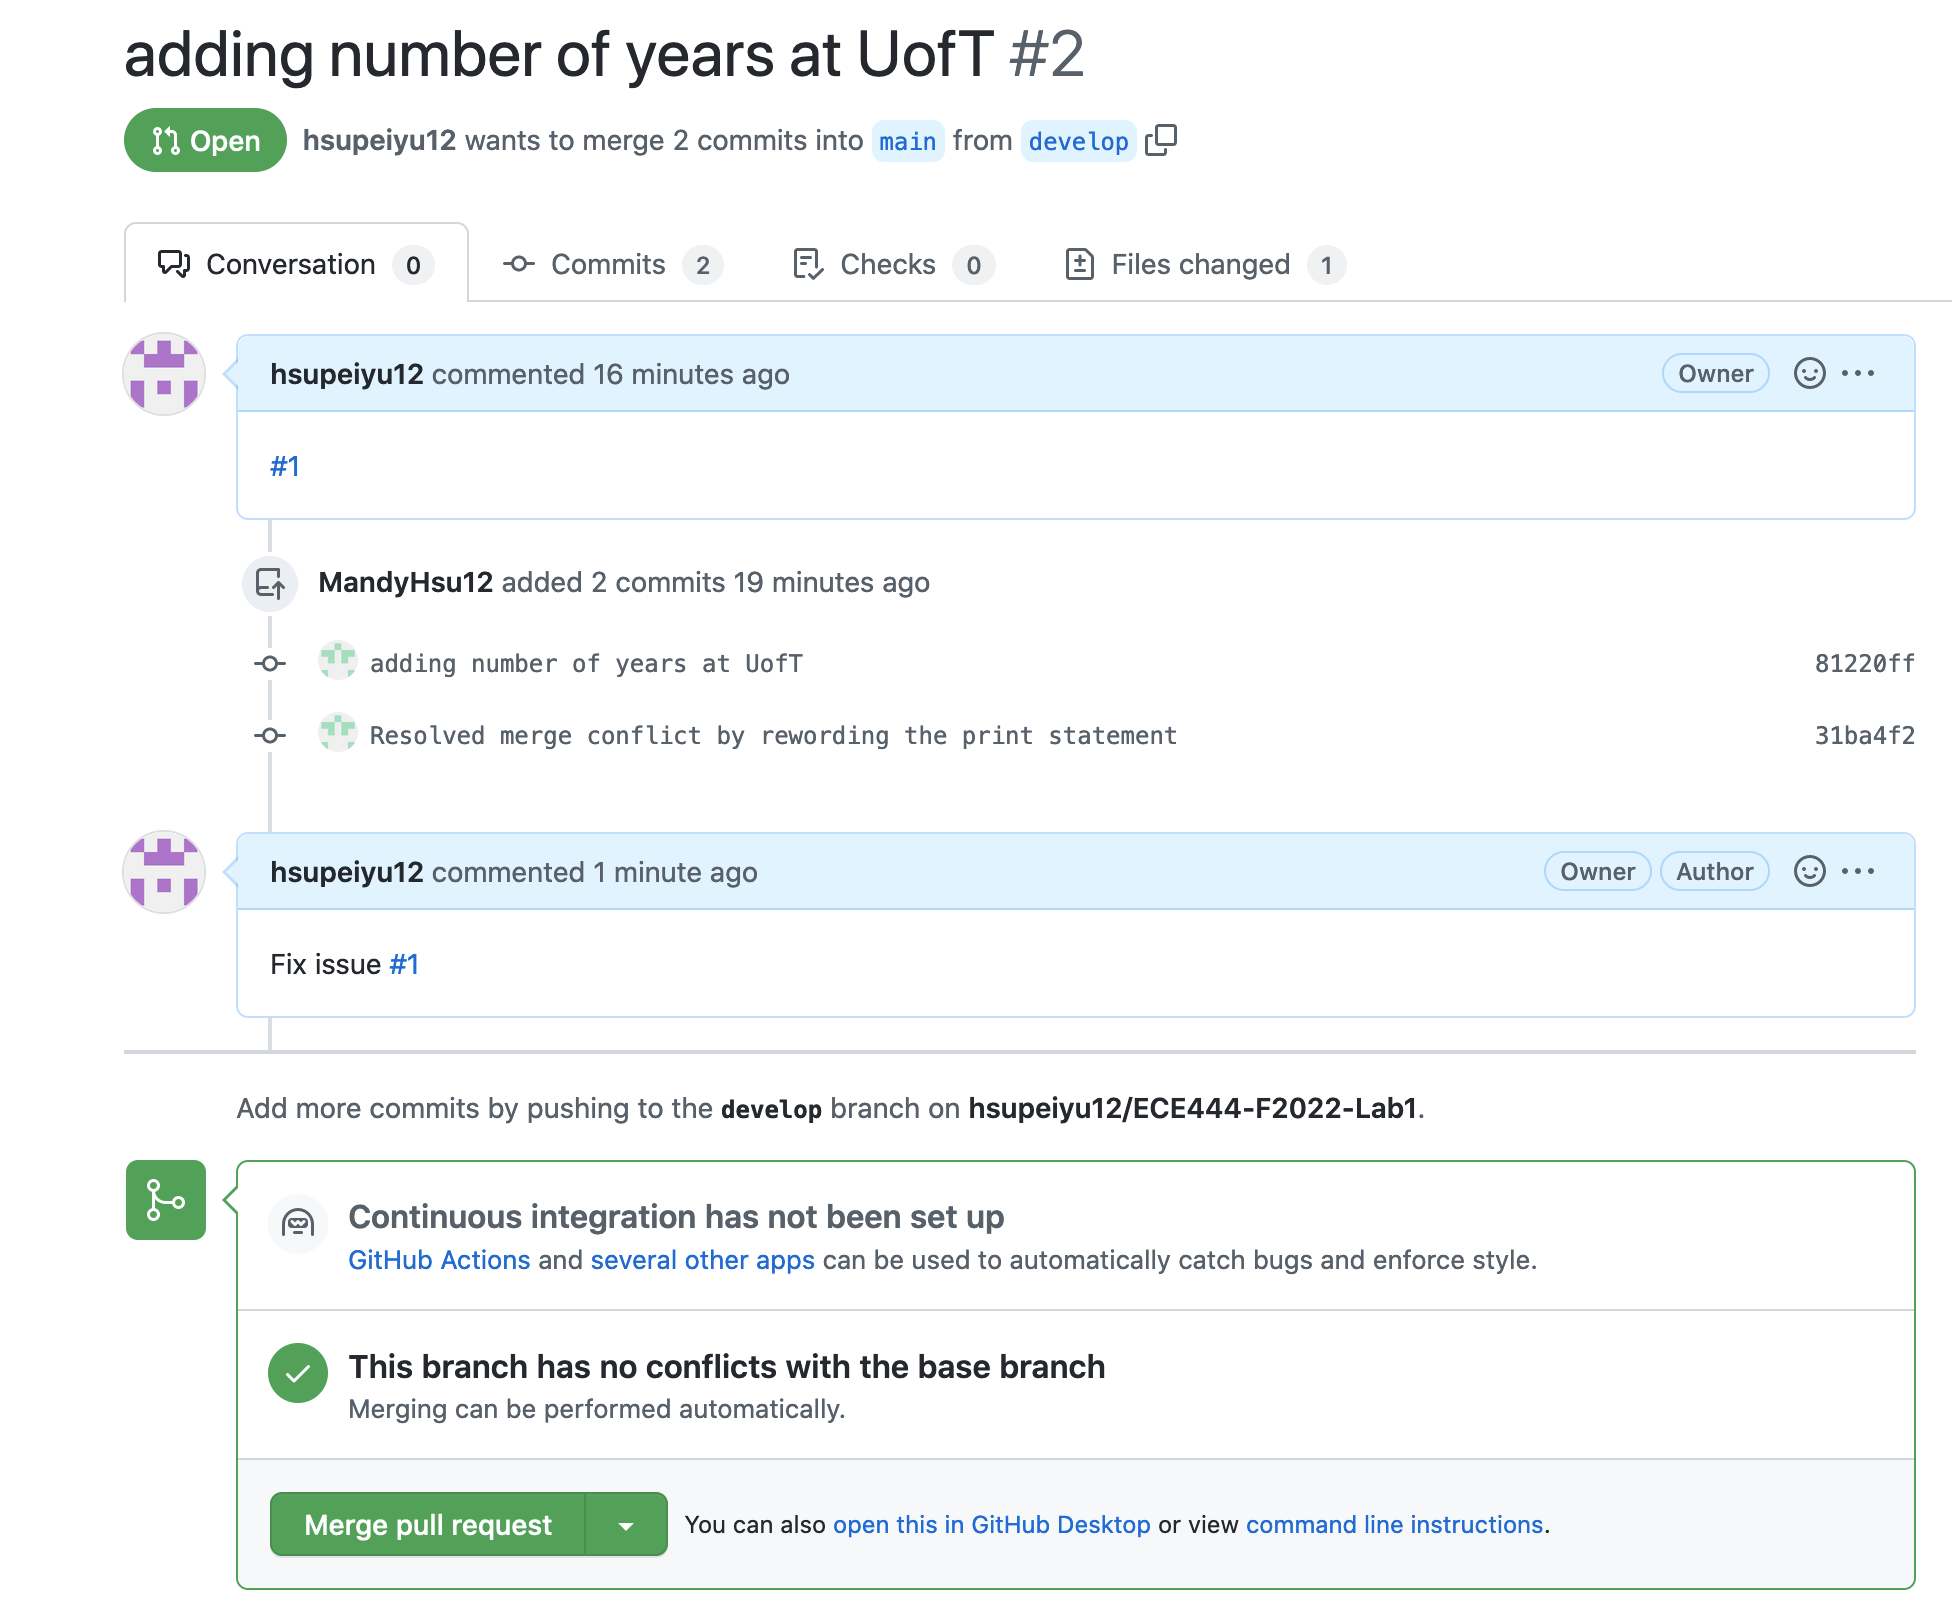 adding number of years at UofT #2
Open hsupeiyu12 wants to merge 2 commits into main from develop
Conversation 0 Commits 2 Checks 0 Files changed 1
hsupeiyu12 commented 16 minutes ago Owner
#1
MandyHsu12 added 2 commits 19 minutes ago
adding number of years at UofT 81220ff
Resolved merge conflict by rewording the print statement 31ba4f2
hsupeiyu12 commented 1 minute ago Owner Author
Fix issue #1
Add more commits by pushing to the develop branch on hsupeiyu12/ECE444-F2022-Lab1.
Continuous integration has not been set up
GitHub Actions and several other apps can be used to automatically catch bugs and enforce style.
This branch has no conflicts with the base branch
Merging can be performed automatically.
Merge pull request You can also open this in GitHub Desktop or view command line instructions.